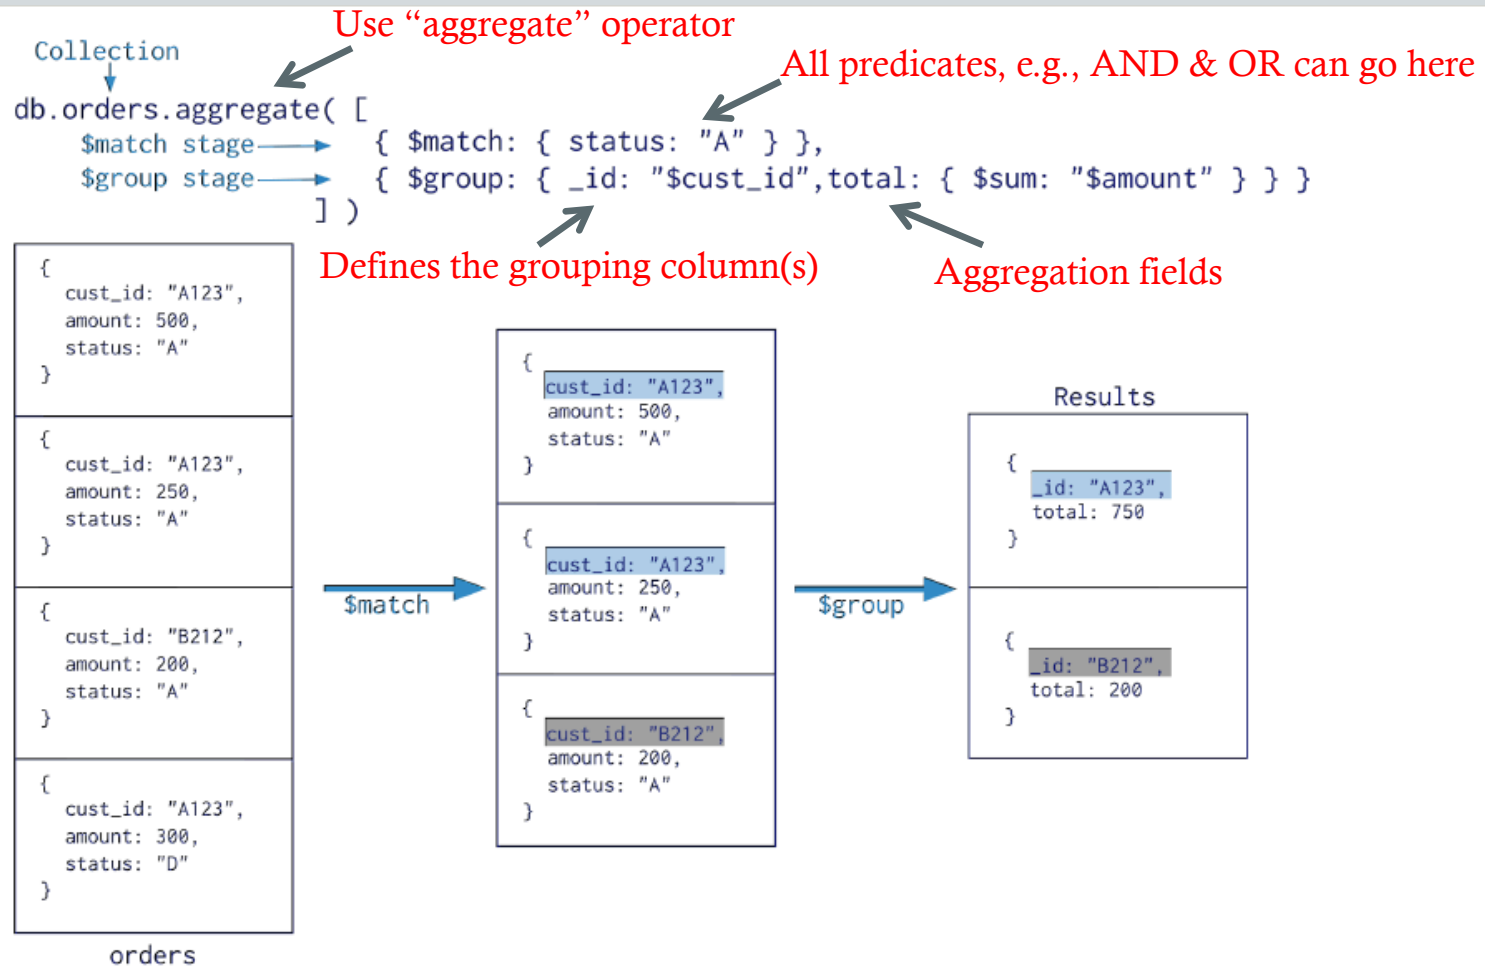 Use “aggregate” operator
Collection
All predicates, e.g., AND & OR can go here
db.orders.aggregate( [
$match stage { $match: { status: "A" } },
$group stage { $group: { _id: "$cust_id",total: { $sum: "$amount" } } }
] )
Defines the grouping column(s)
Aggregation fields
{
cust_id: "A123",
amount: 500,
status: "A"
}
{
cust_id: "A123",
amount: 250,
status: "A"
}
{
cust_id: "B212",
amount: 200,
status: "A"
}
{
cust_id: "A123",
amount: 300,
status: "D"
}
orders
$match
{
cust_id: "A123",
amount: 500,
status: "A"
}
{
cust_id: "A123",
amount: 250,
status: "A"
}
{
cust_id: "B212",
amount: 200,
status: "A"
}
$group
Results
{
_id: "A123",
total: 750
}
{
_id: "B212",
total: 200
}